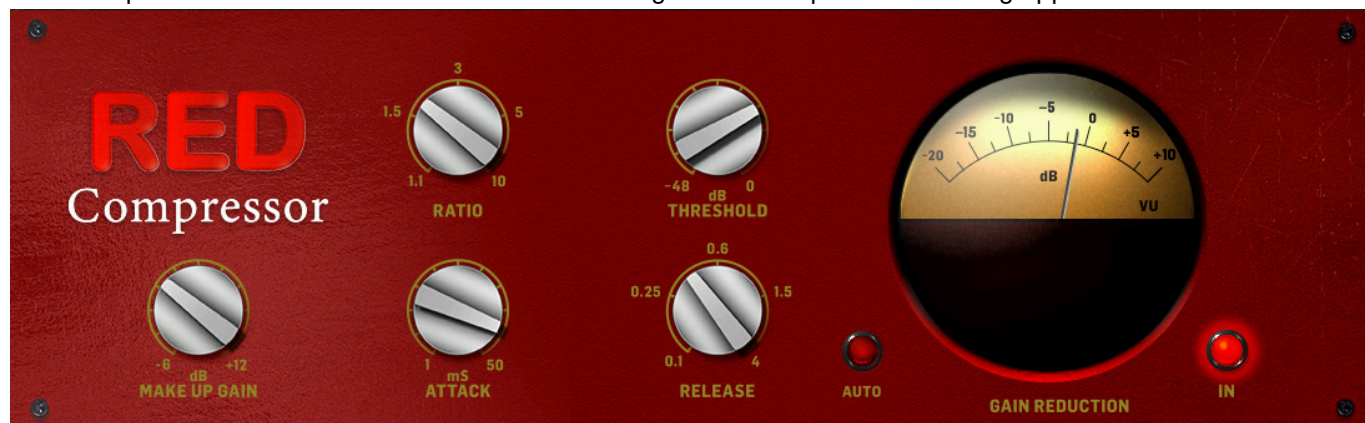 RED
Compressor
3
1.5
5
1.1
10
RATIO
-48
dB
0
THRESHOLD
-20
-15
-10
-5
0
+5
+10
dB
VU
-6
dB
+12
MAKE UP GAIN
1
mS
50
ATTACK
0.6
0.25
1.5
0.1
4
RELEASE
AUTO
GAIN REDUCTION
IN